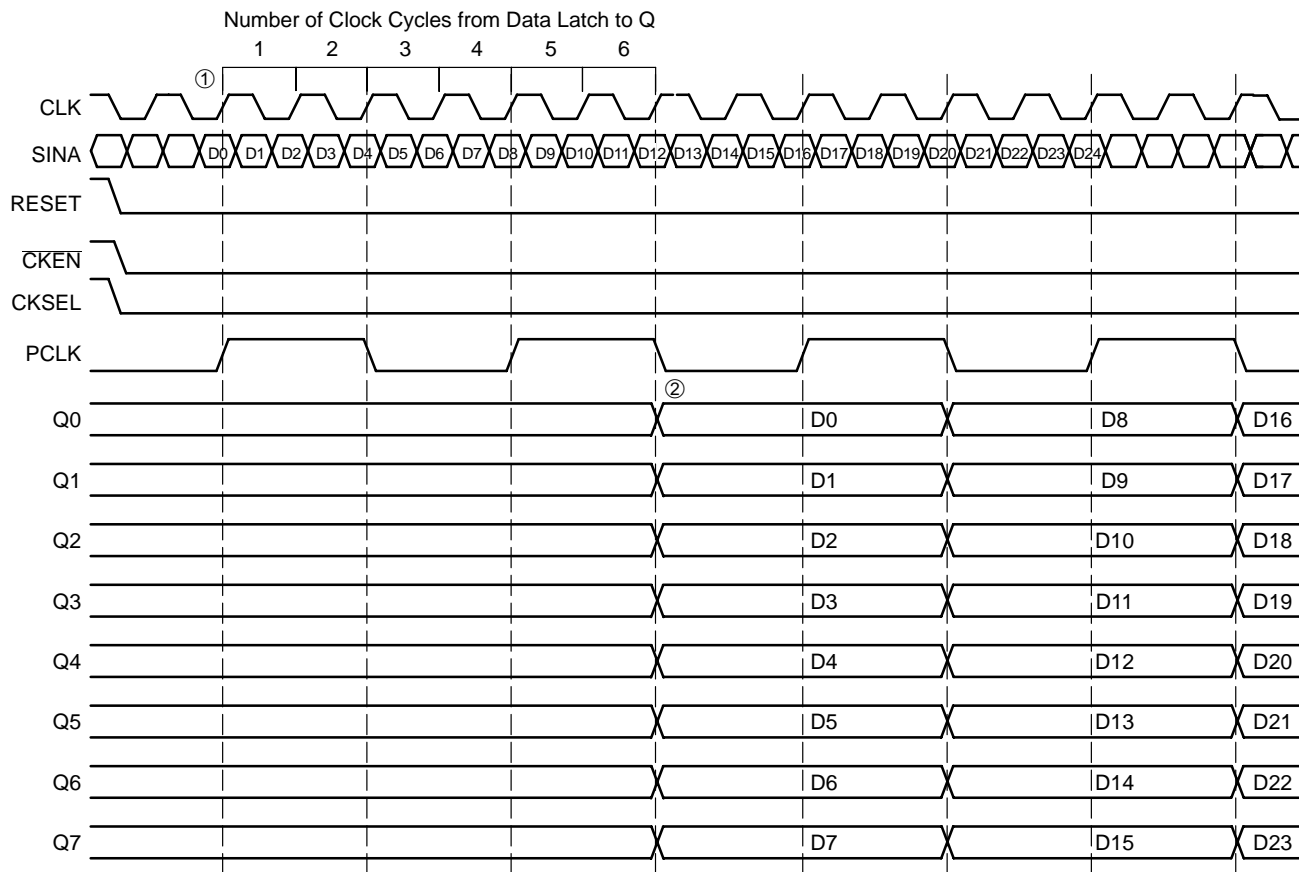 Number of Clock Cycles from Data Latch to Q
1 2 3 4 5 6
①
CLK
SINA D0 D1 D2 D3 D4 D5 D6 D7 D8 D9 D10 D11 D12 D13 D14 D15 D16 D17 D18 D19 D20 D21 D22 D23 D24
RESET
CKEN
CKSEL
PCLK
②
Q0 D0 D8 D16
Q1 D1 D9 D17
Q2 D2 D10 D18
Q3 D3 D11 D19
Q4 D4 D12 D20
Q5 D5 D13 D21
Q6 D6 D14 D22
Q7 D7 D15 D23